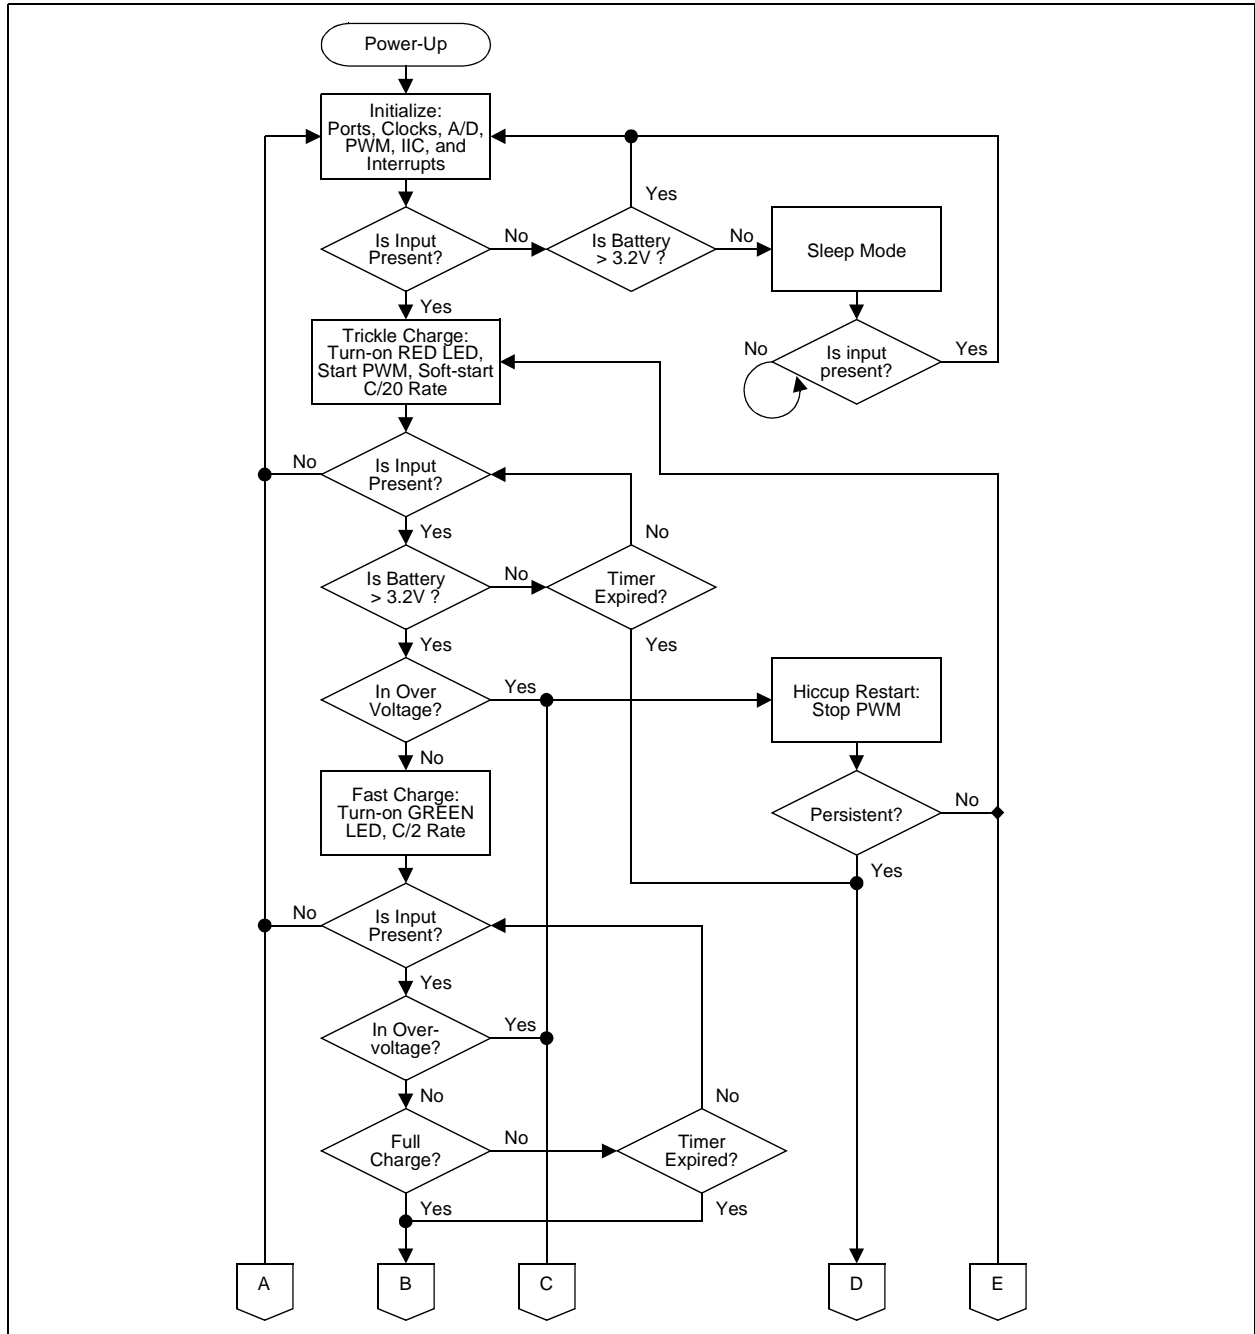 Power-Up
Initialize:
Ports, Clocks, A/D,
PWM, IIC, and
Interrupts
Yes
Is Input
Present?
No
Is Battery
> 3.2V ?
No
Sleep Mode
Yes
Trickle Charge:
Turn-on RED LED,
Start PWM, Soft-start
C/20 Rate
No
Is input
present?
Yes
No
Is Input
Present?
Yes
No
Is Battery
> 3.2V ?
No
Timer
Expired?
Yes
Yes
In Over
Voltage?
Yes
Hiccup Restart:
Stop PWM
No
Fast Charge:
Turn-on GREEN
LED, C/2 Rate
Persistent?
No
Yes
No
Is Input
Present?
Yes
In Over-
voltage?
Yes
No
No
Full
Charge?
No
Timer
Expired?
Yes
Yes
A
B
C
D
E